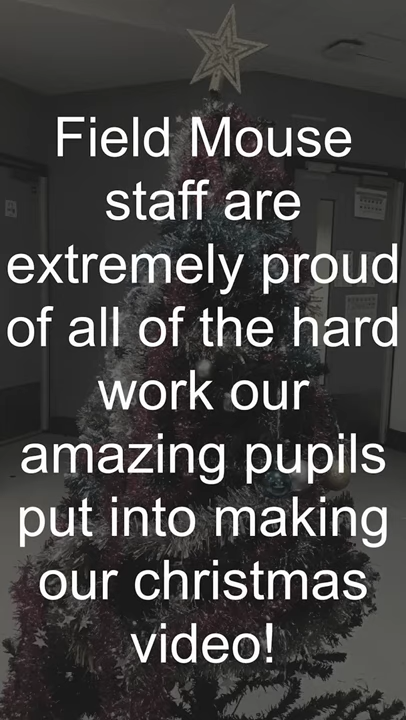 Field Mouse
staff are
extremely proud
of all of the hard
work our
amazing pupils
put into making
our christmas
video!